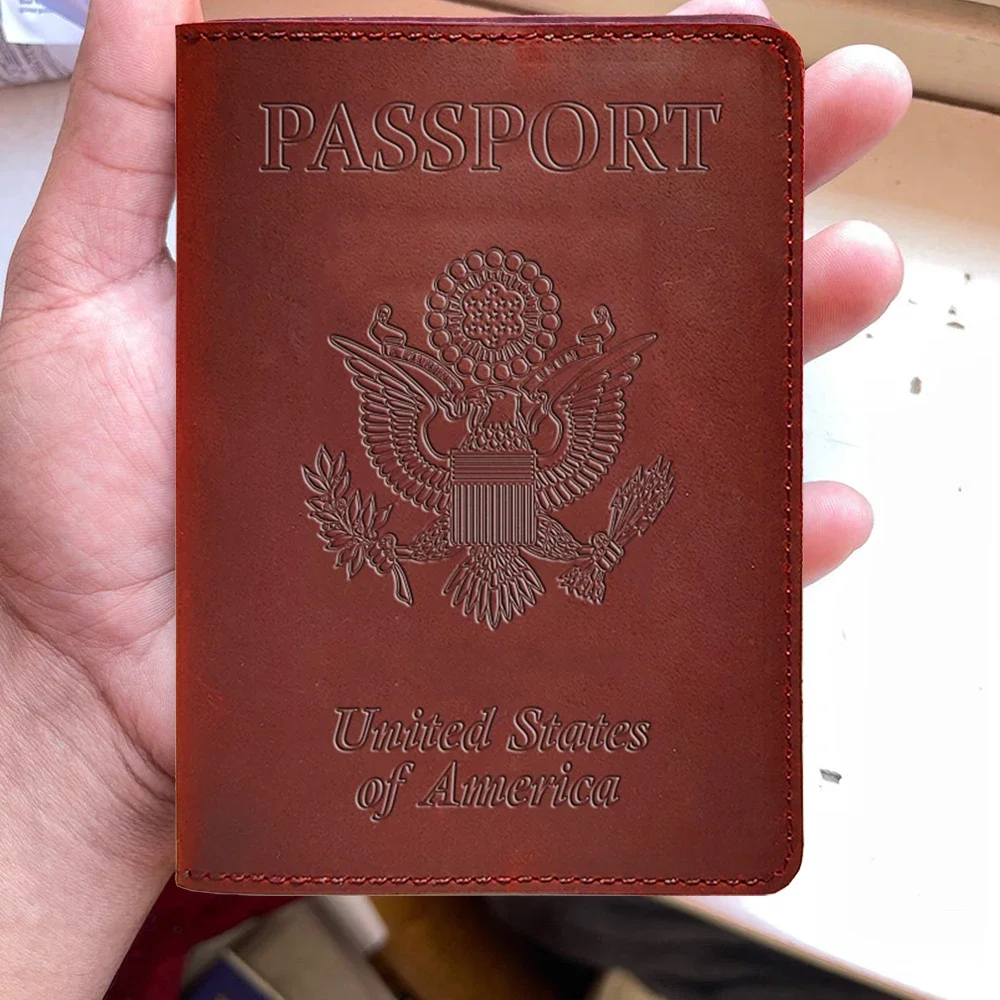 PASSPORT
United States
of America